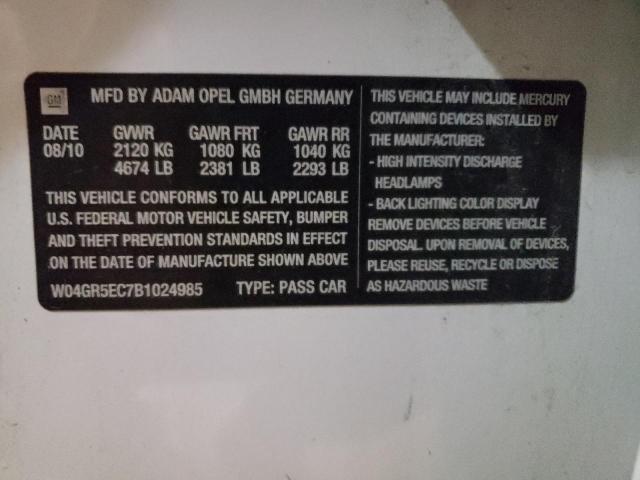 GM
MFD BY ADAM OPEL GMBH GERMANY
DATE GVWR GAWR FRT GAWR RR
08/10 2120 KG 1080 KG 1040 KG
4674 LB 2381 LB 2293 LB
THIS VEHICLE CONFORMS TO ALL APPLICABLE
U.S. FEDERAL MOTOR VEHICLE SAFETY, BUMPER
AND THEFT PREVENTION STANDARDS IN EFFECT
ON THE DATE OF MANUFACTURE SHOWN ABOVE
W04GR5EC7B1024985 TYPE: PASS CAR
THIS VEHICLE MAY INCLUDE MERCURY
CONTAINING DEVICES INSTALLED BY
THE MANUFACTURER:
- HIGH INTENSITY DISCHARGE
HEADLAMPS
- BACK LIGHTING COLOR DISPLAY
REMOVE DEVICES BEFORE VEHICLE
DISPOSAL. UPON REMOVAL OF DEVICES,
PLEASE REUSE, RECYCLE OR DISPOSE
AS HAZARDOUS WASTE